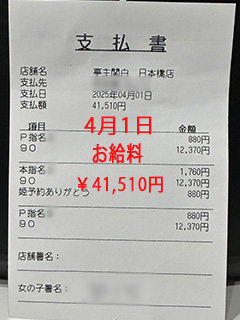 支払書
店舗名 亭主関白 日本橋店
支払先
支払日 2025年04月01日
支払額 41,510円
項目 金額
4月1日
お給料
￥41,510円
P指名 880円
90 12,370円
本指名 1,760円
90 12,370円
姫予約ありがとう 880円
P指名 880円
90 12,370円
店舗署名：
女の子署名：